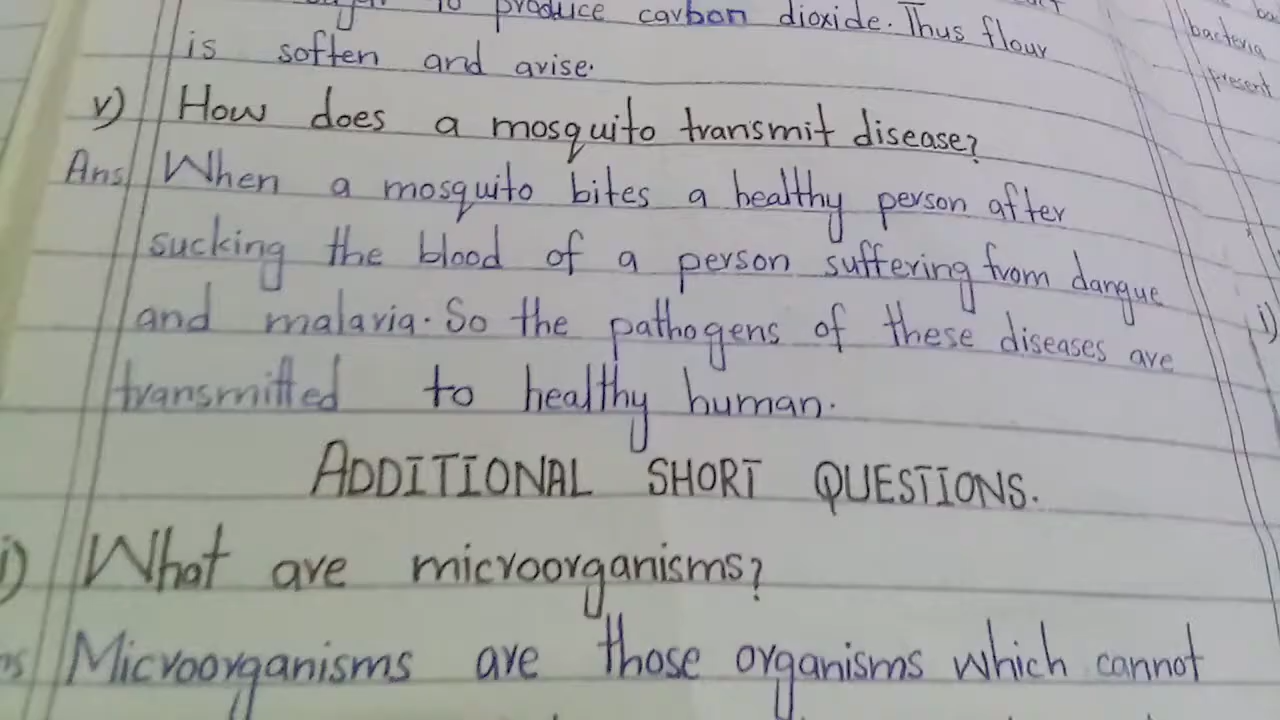 to produce carbon dioxide. Thus flour
is soften and arise.
v) How does a mosquito transmit disease?
Ans When a mosquito bites a healthy person after
sucking the blood of a person suffering from dangue
and malaria. So the pathogens of these diseases are
transmitted to healthy human.
ADDITIONAL SHORT QUESTIONS.
i) What are microorganisms?
Microorganisms are those organisms which cannot
bacteria
present
i)